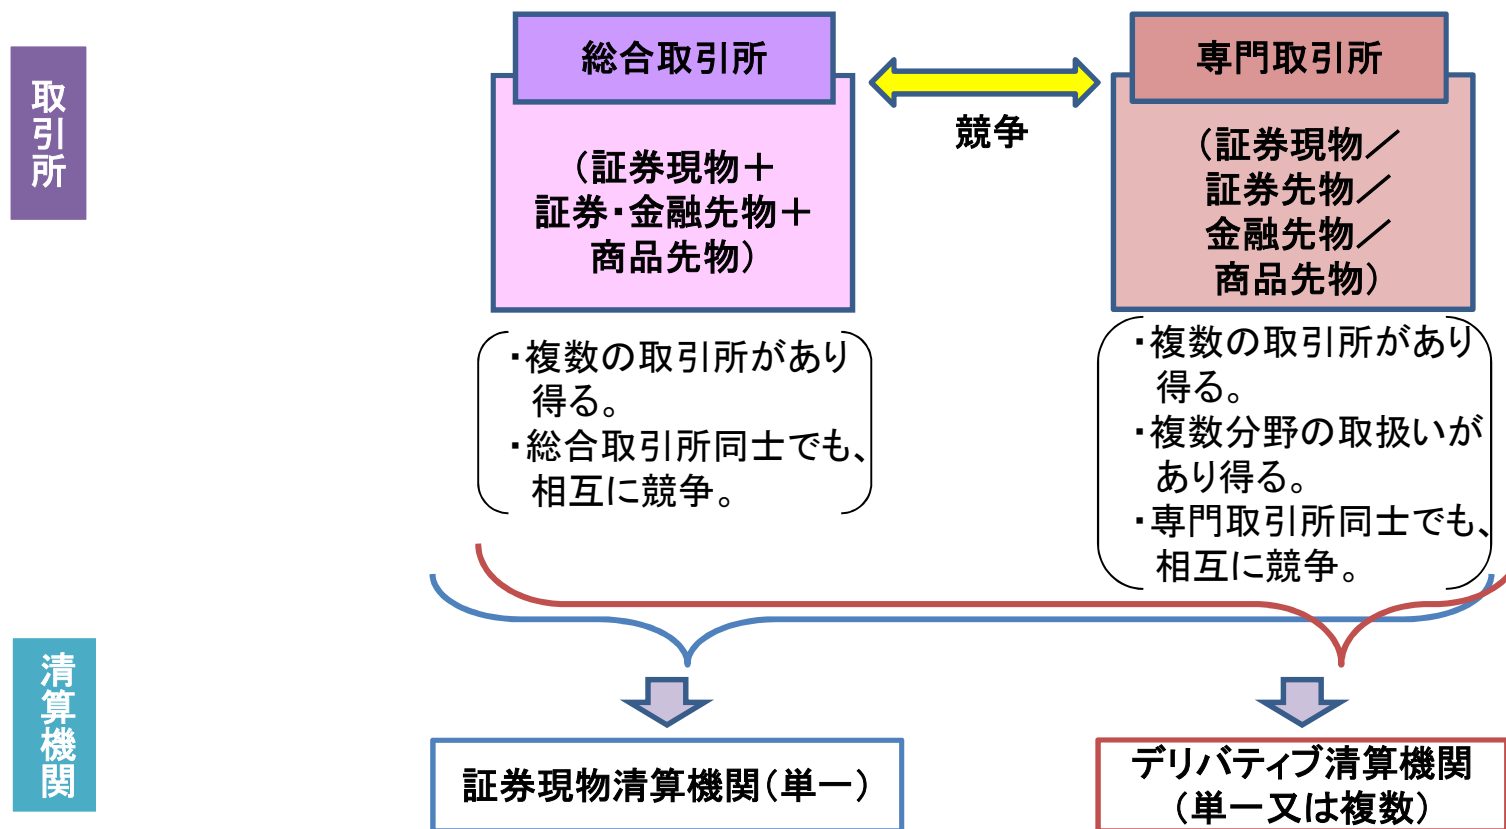 取引所
総合取引所
（証券現物＋
証券・金融先物＋
商品先物）
競争
専門取引所
（証券現物／
証券先物／
金融先物／
商品先物）
・複数の取引所があり
得る。
・総合取引所同士でも、
相互に競争。
・複数の取引所があり
得る。
・複数分野の取扱いが
あり得る。
・専門取引所同士でも、
相互に競争。
清算機関
証券現物清算機関（単一）
デリバティブ清算機関
（単一又は複数）